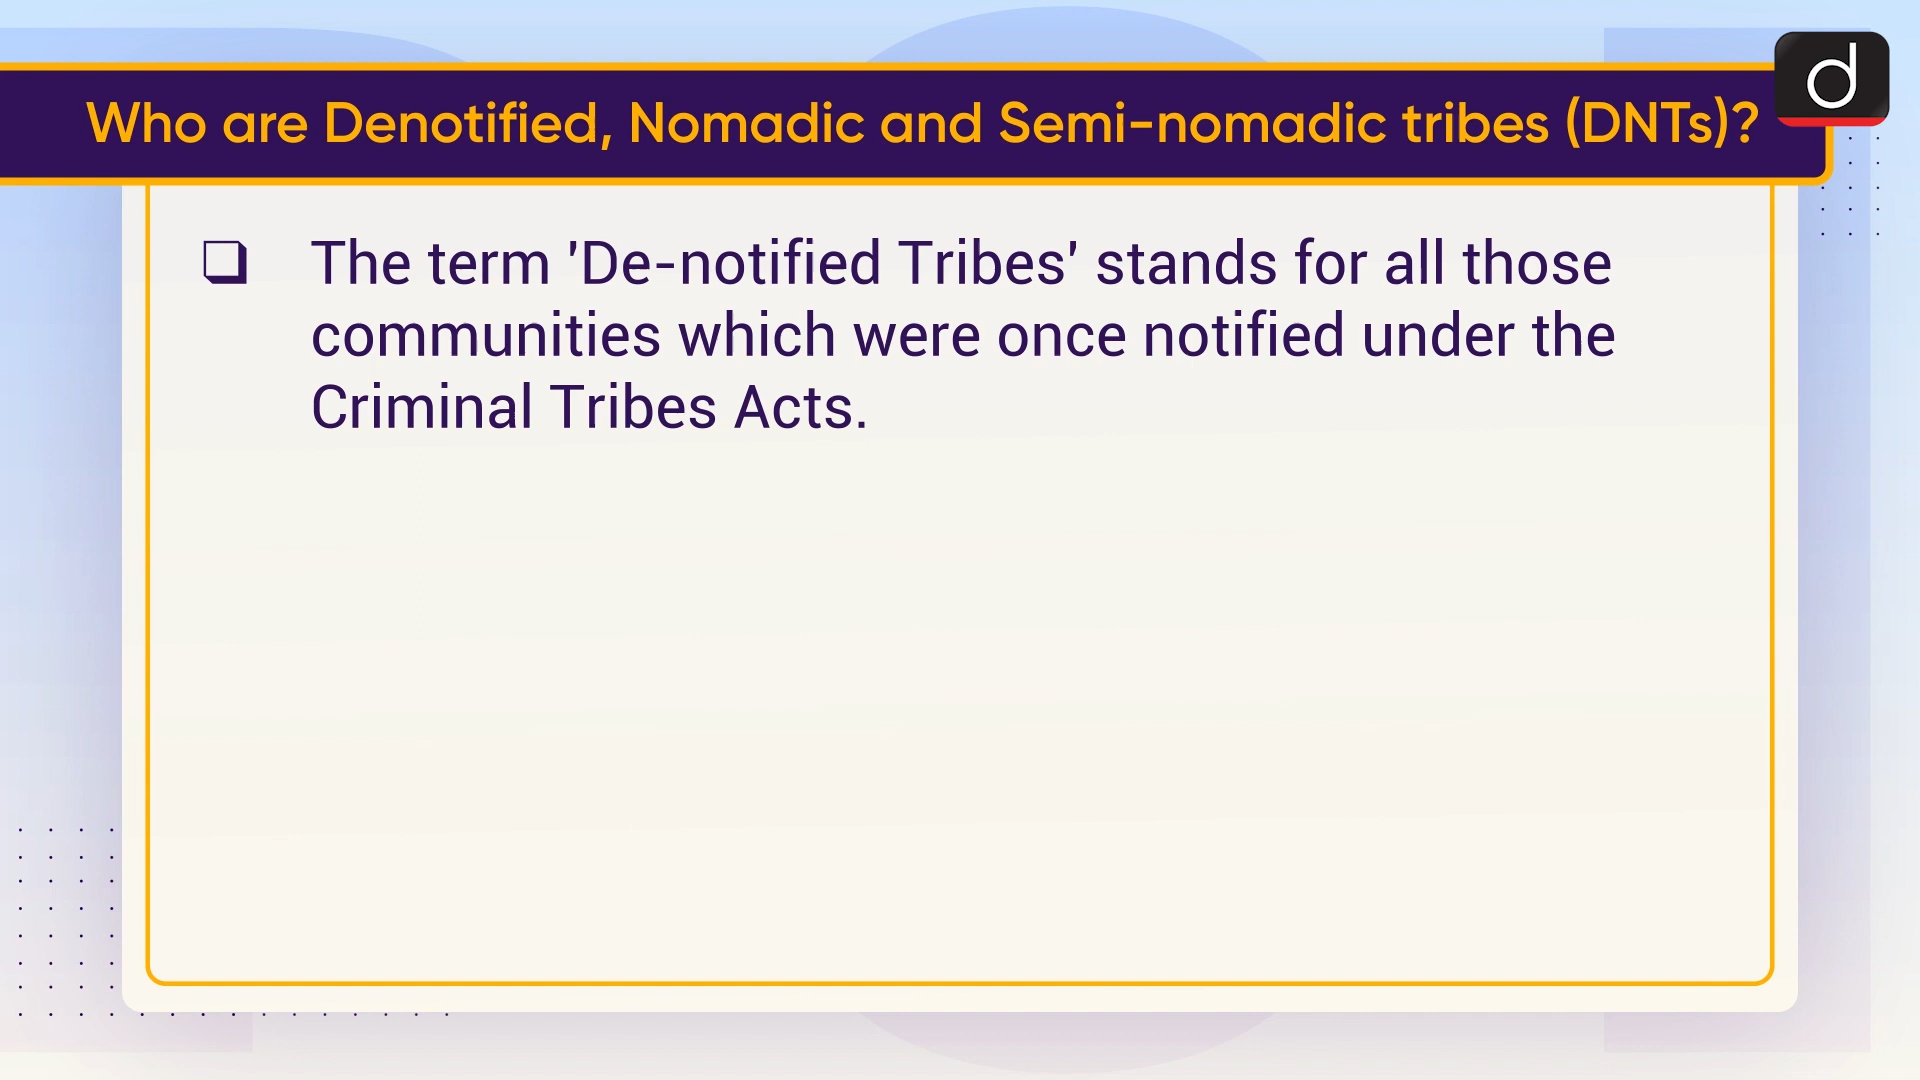 Who are Denotified, Nomadic and Semi-nomadic tribes (DNTs)?
d
❑ The term 'De-notified Tribes' stands for all those
communities which were once notified under the
Criminal Tribes Acts.